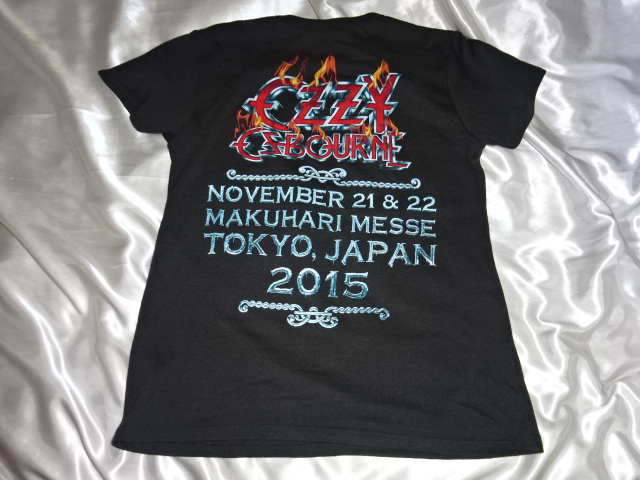 OZZY
OSBOURNE
NOVEMBER 21 & 22
MAKUHARI MESSE
TOKYO, JAPAN
2015